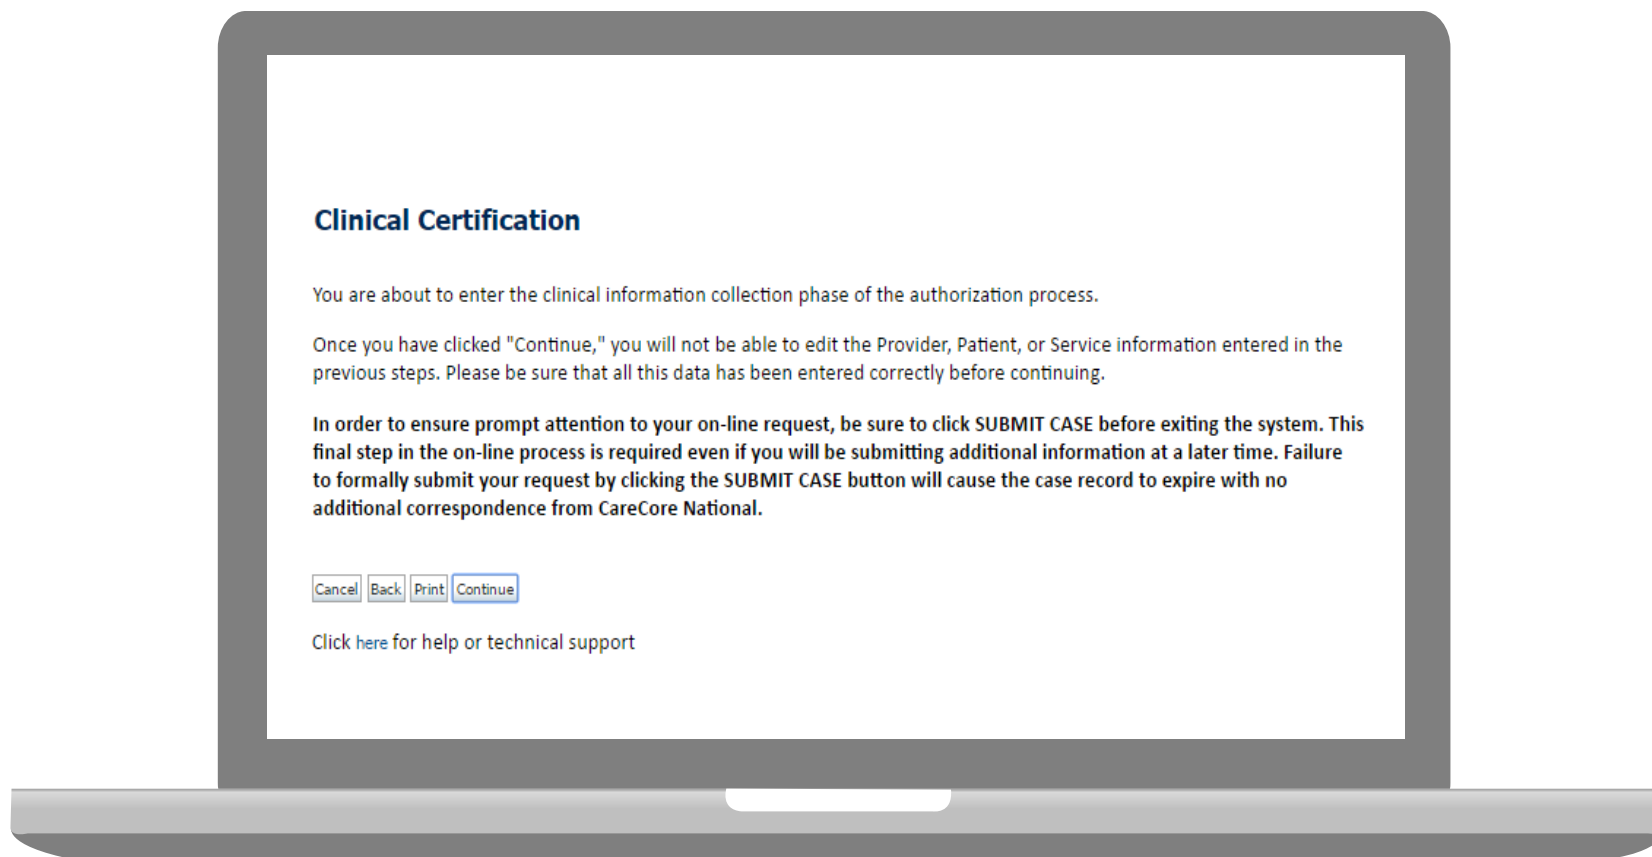 Clinical Certification
You are about to enter the clinical information collection phase of the authorization process.
Once you have clicked "Continue," you will not be able to edit the Provider, Patient, or Service information entered in the
previous steps. Please be sure that all this data has been entered correctly before continuing.
In order to ensure prompt attention to your on-line request, be sure to click SUBMIT CASE before exiting the system. This
final step in the on-line process is required even if you will be submitting additional information at a later time. Failure
to formally submit your request by clicking the SUBMIT CASE button will cause the case record to expire with no
additional correspondence from CareCore National.
Cancel Back Print Continue
Click here for help or technical support